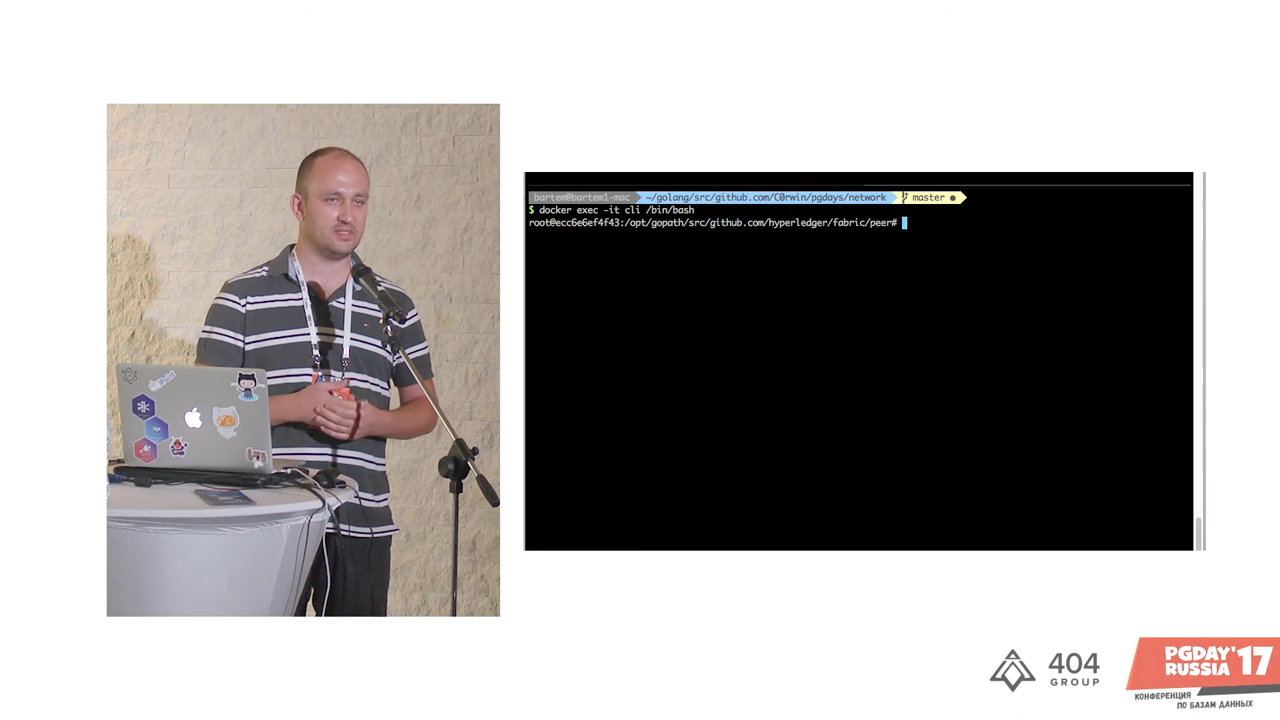 bartem@bartem1-mac ~/golang/src/github.com/C0rwin/pgdays/network master ●
$ docker exec -it cli /bin/bash
root@ecc6e6ef4f43:/opt/gopath/src/github.com/hyperledger/fabric/peer#
404
GROUP
PGDAY'17
RUSSIA
КОНФЕРЕНЦИЯ
ПО БАЗАМ ДАННЫХ